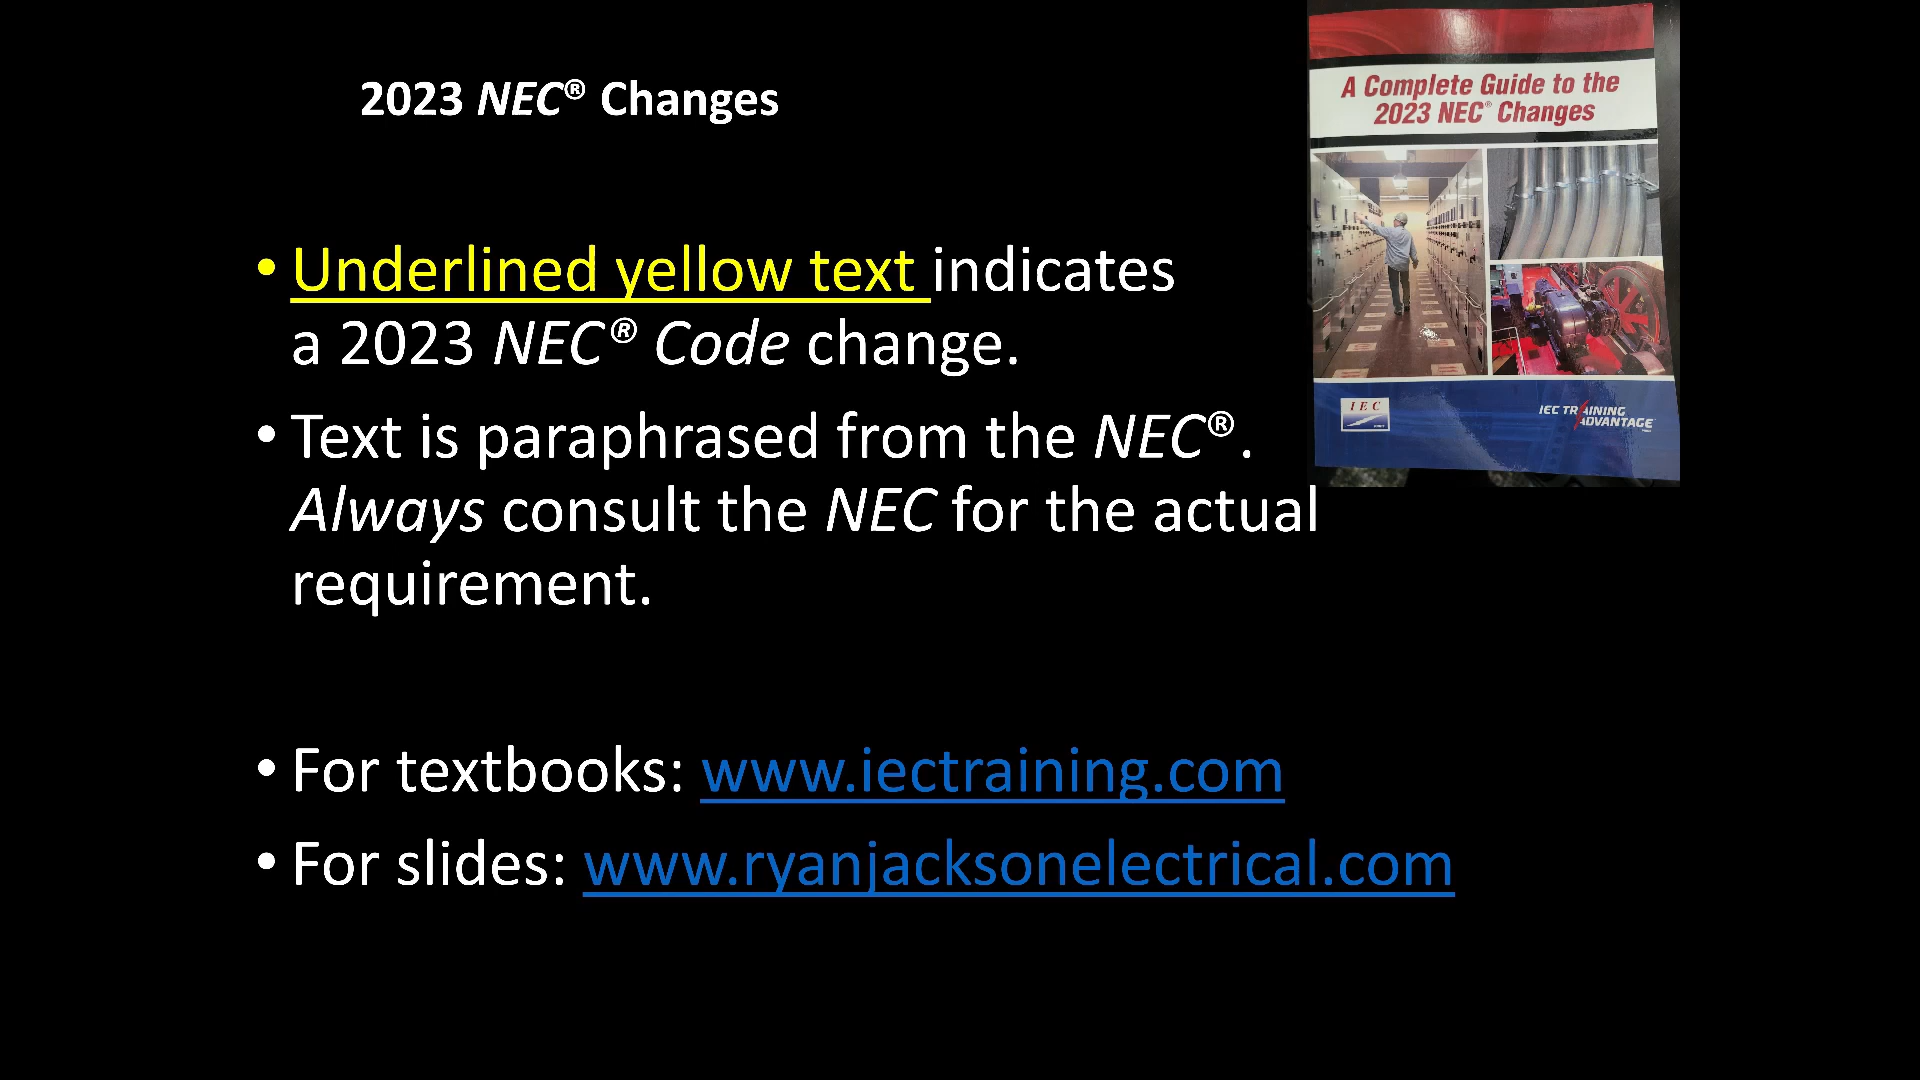 2023 NEC® Changes
• Underlined yellow text indicates
a 2023 NEC® Code change.
• Text is paraphrased from the NEC®.
Always consult the NEC for the actual
requirement.
• For textbooks: www.iectraining.com
• For slides: www.ryanjacksonelectrical.com
A Complete Guide to the
2023 NEC® Changes
IEC
IEC TRAINING
ADVANTAGE